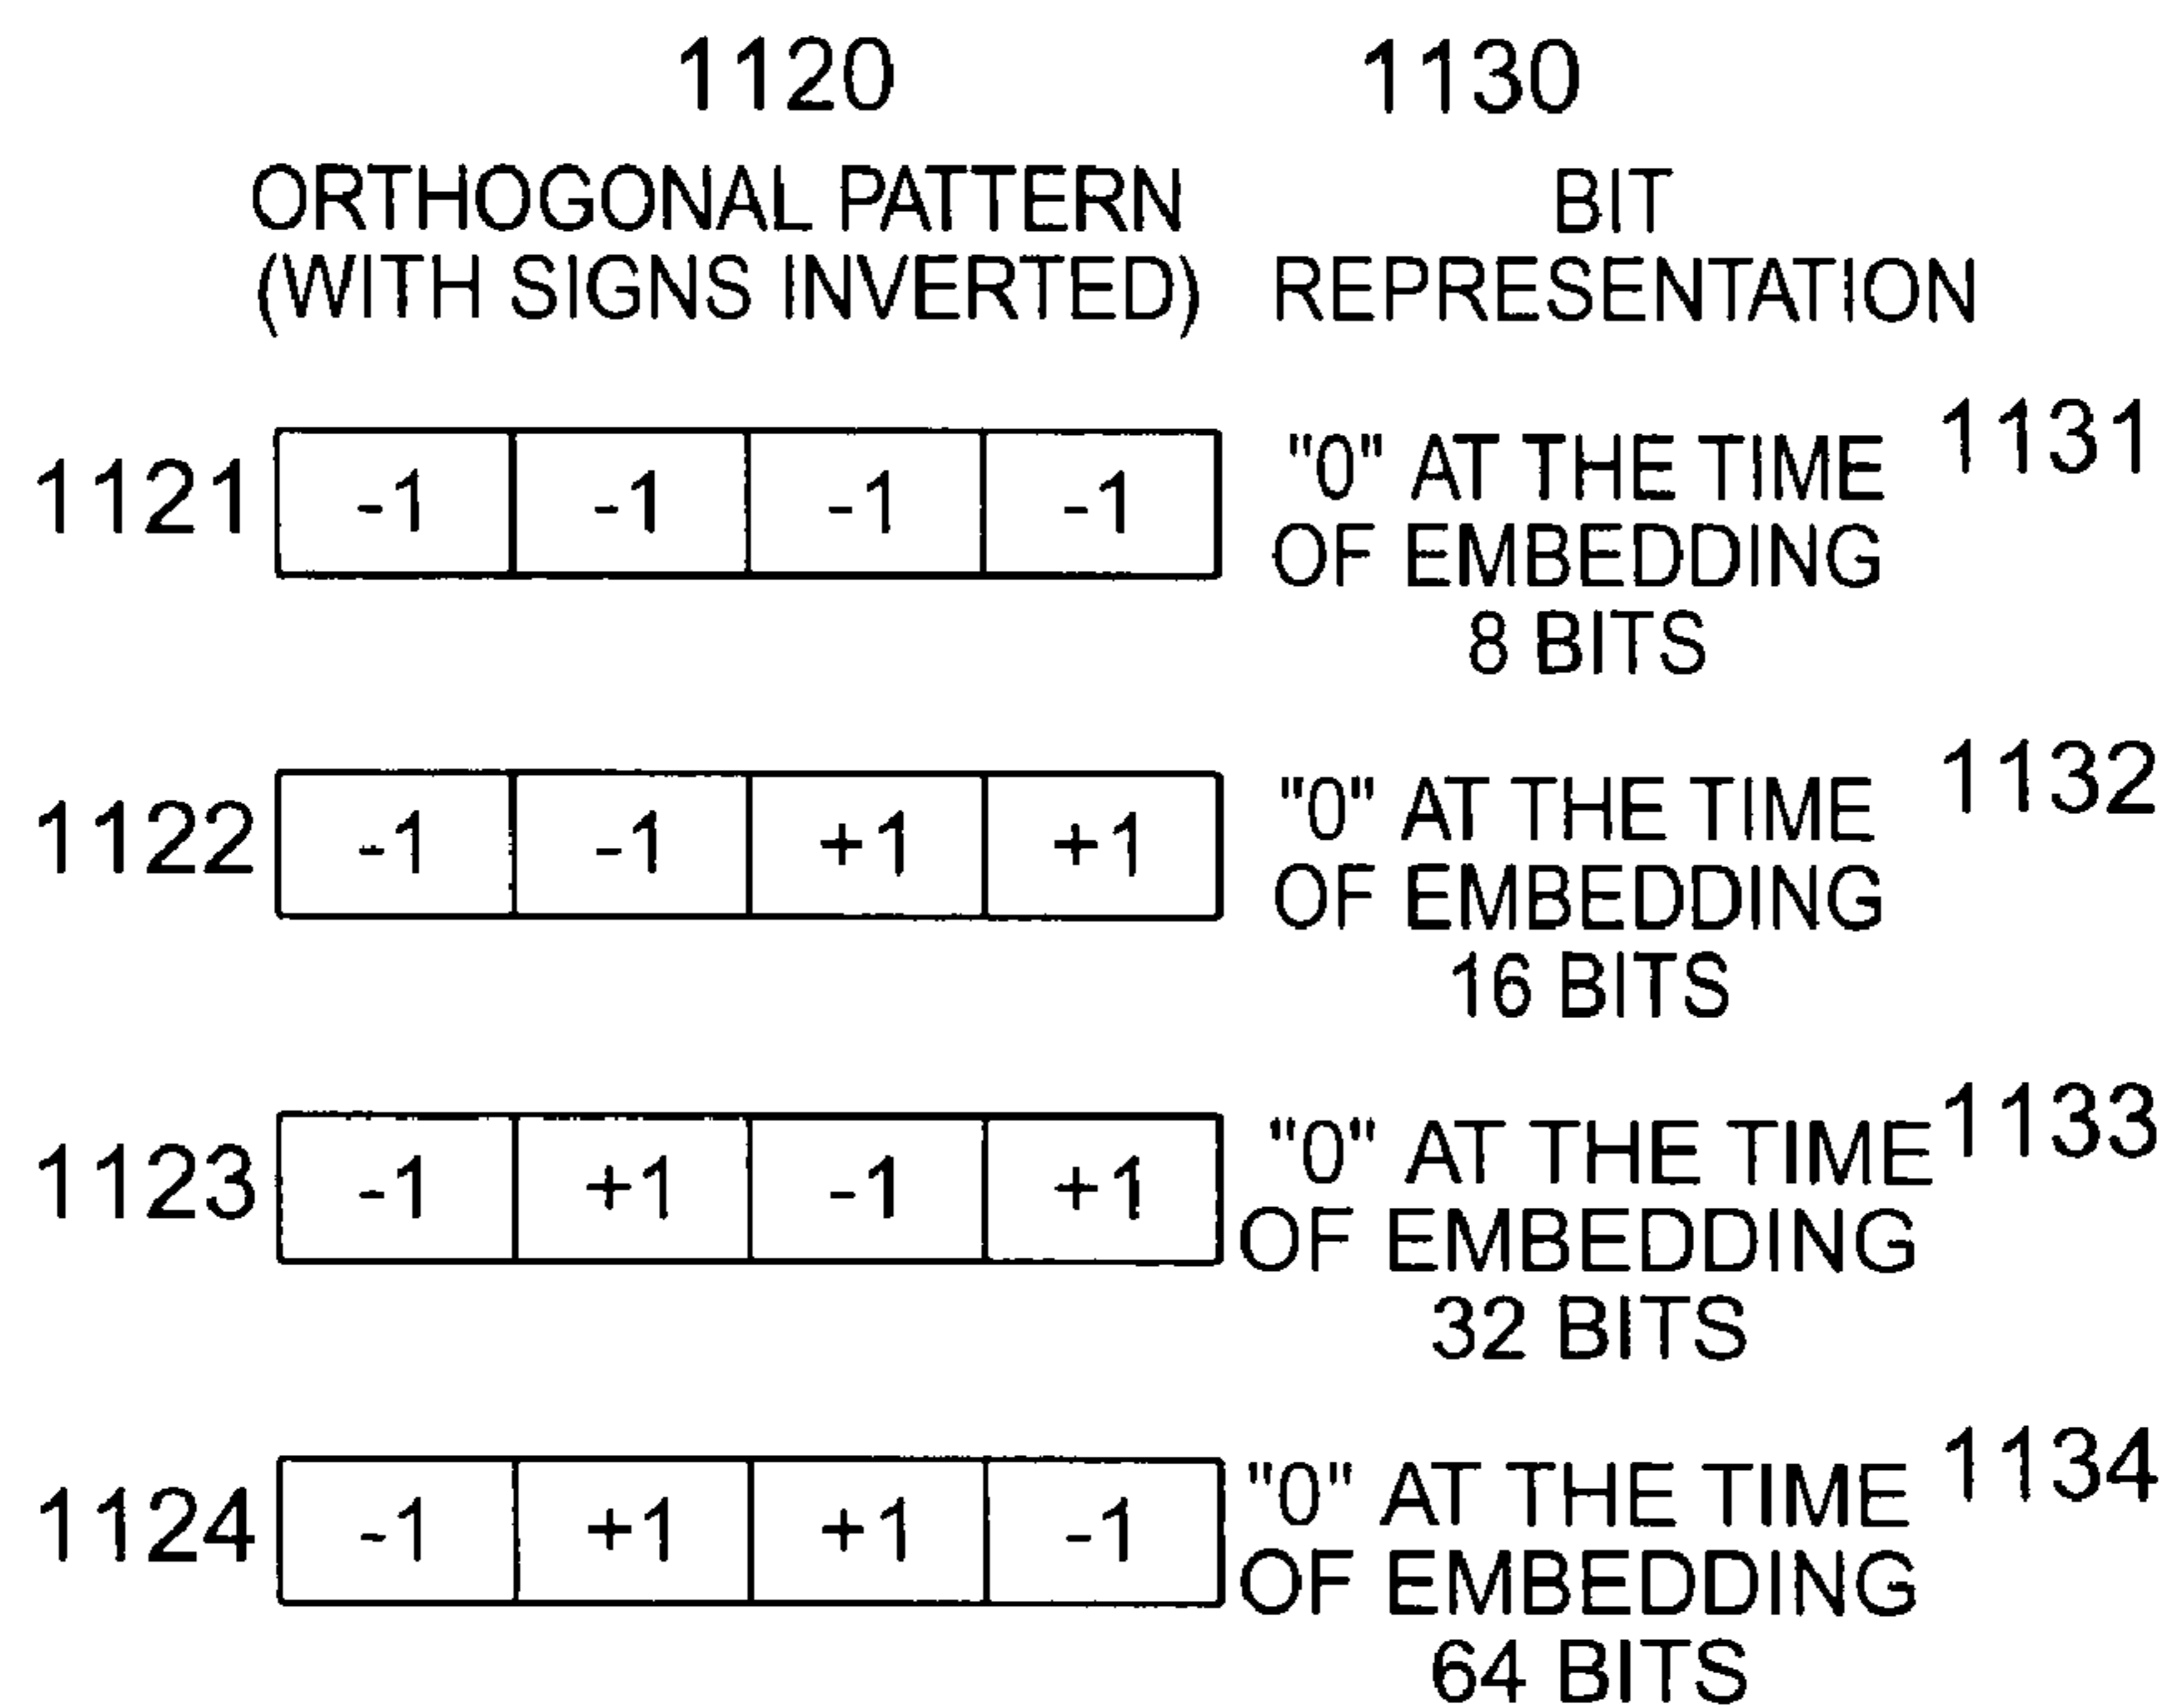 1120 1130
ORTHOGONAL PATTERN BIT
(WITH SIGNS INVERTED) REPRESENTATION
1121 -1 -1 -1 -1 "0" AT THE TIME 1131
OF EMBEDDING
8 BITS
1122 -1 -1 +1 +1 "0" AT THE TIME 1132
OF EMBEDDING
16 BITS
1123 -1 +1 -1 +1 "0" AT THE TIME 1133
OF EMBEDDING
32 BITS
1124 -1 +1 +1 -1 "0" AT THE TIME 1134
OF EMBEDDING
64 BITS